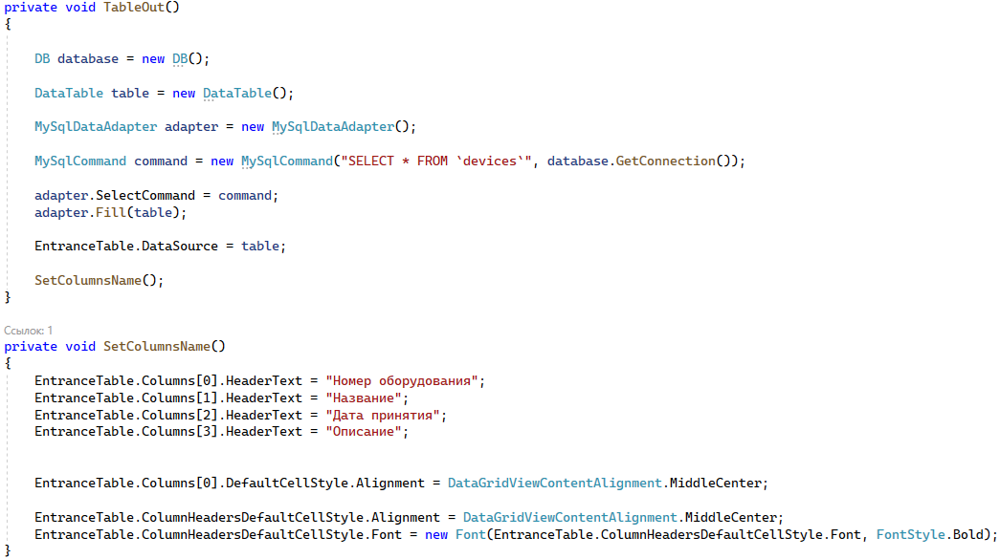 private void TableOut()
{
DB database = new DB();
DataTable table = new DataTable();
MySqlDataAdapter adapter = new MySqlDataAdapter();
MySqlCommand command = new MySqlCommand("SELECT * FROM `devices`", database.GetConnection());
adapter.SelectCommand = command;
adapter.Fill(table);
EntranceTable.DataSource = table;
SetColumnsName();
}
Ссылок: 1
private void SetColumnsName()
{
EntranceTable.Columns[0].HeaderText = "Номер оборудования";
EntranceTable.Columns[1].HeaderText = "Название";
EntranceTable.Columns[2].HeaderText = "Дата принятия";
EntranceTable.Columns[3].HeaderText = "Описание";
EntranceTable.Columns[0].DefaultCellStyle.Alignment = DataGridViewContentAlignment.MiddleCenter;
EntranceTable.ColumnHeadersDefaultCellStyle.Alignment = DataGridViewContentAlignment.MiddleCenter;
EntranceTable.ColumnHeadersDefaultCellStyle.Font = new Font(EntranceTable.ColumnHeadersDefaultCellStyle.Font, FontStyle.Bold);
}